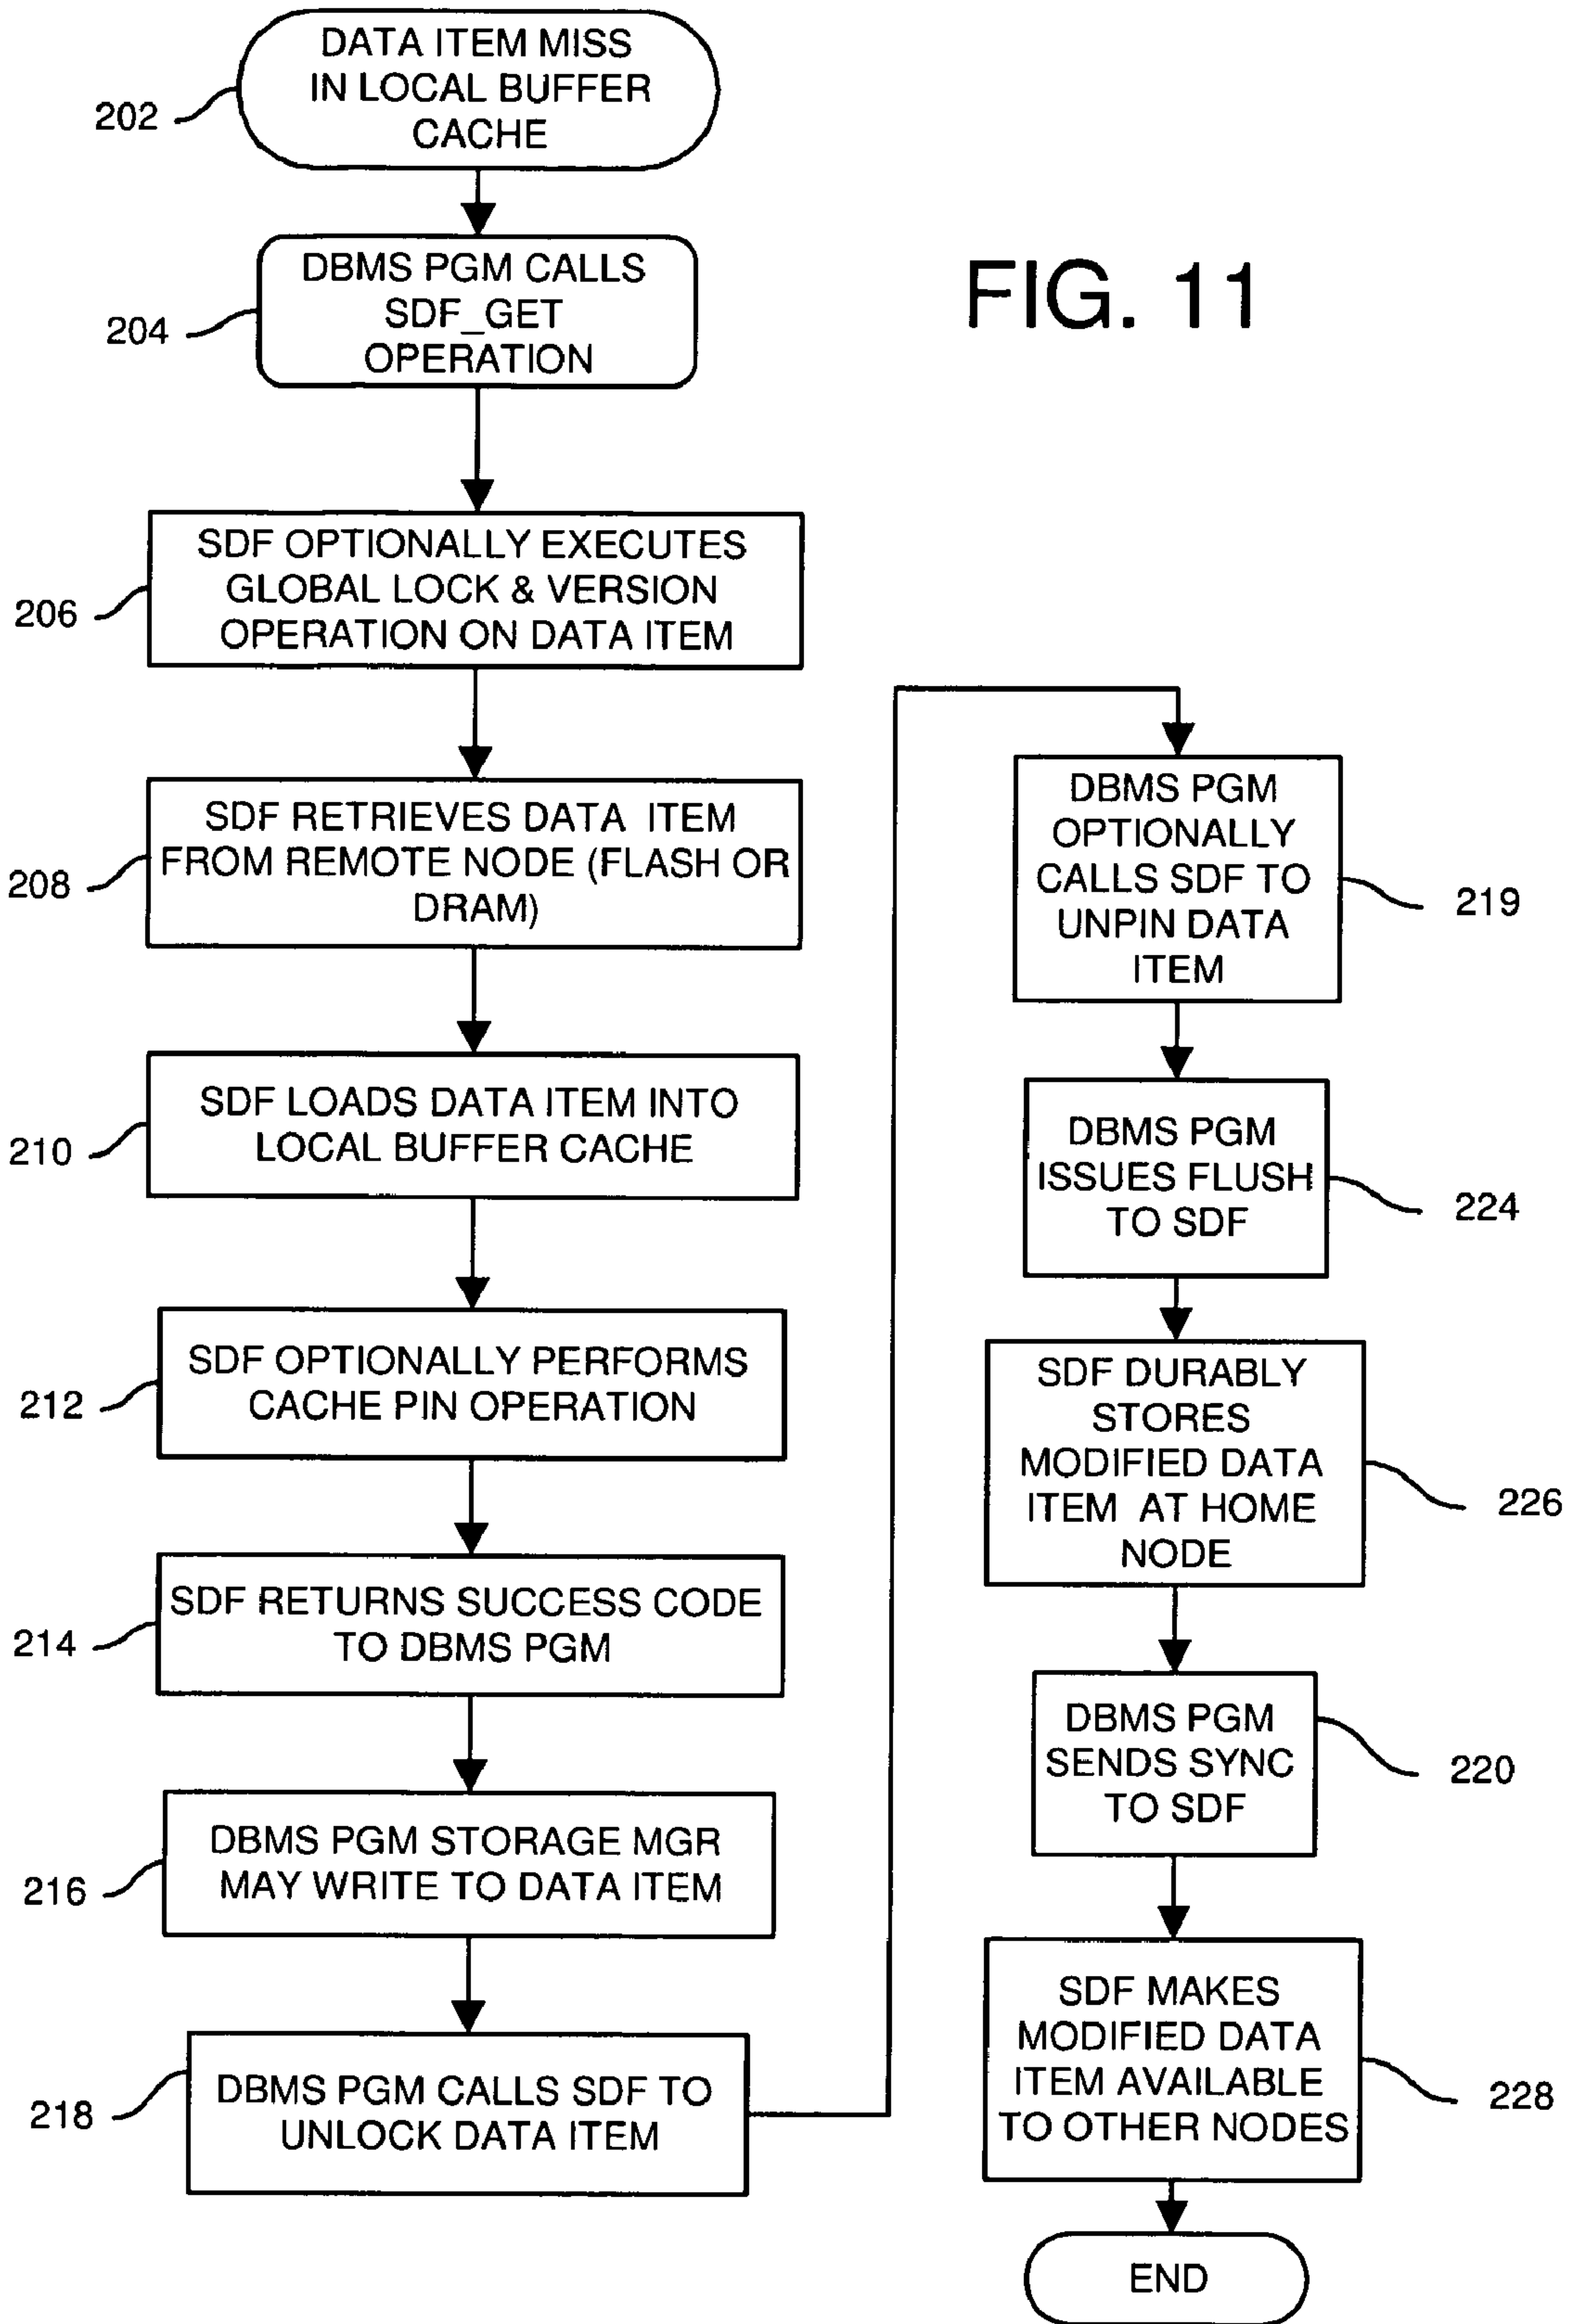 DATA ITEM MISS
IN LOCAL BUFFER
CACHE
202
DBMS PGM CALLS
SDF_GET
OPERATION
204
FIG. 11
SDF OPTIONALLY EXECUTES
GLOBAL LOCK & VERSION
OPERATION ON DATA ITEM
206
SDF RETRIEVES DATA ITEM
FROM REMOTE NODE (FLASH OR
DRAM)
208
SDF LOADS DATA ITEM INTO
LOCAL BUFFER CACHE
210
SDF OPTIONALLY PERFORMS
CACHE PIN OPERATION
212
SDF RETURNS SUCCESS CODE
TO DBMS PGM
214
DBMS PGM STORAGE MGR
MAY WRITE TO DATA ITEM
216
DBMS PGM CALLS SDF TO
UNLOCK DATA ITEM
218
DBMS PGM
OPTIONALLY
CALLS SDF TO
UNPIN DATA
ITEM
219
DBMS PGM
ISSUES FLUSH
TO SDF
224
SDF DURABLY
STORES
MODIFIED DATA
ITEM AT HOME
NODE
226
DBMS PGM
SENDS SYNC
TO SDF
220
SDF MAKES
MODIFIED DATA
ITEM AVAILABLE
TO OTHER NODES
228
END